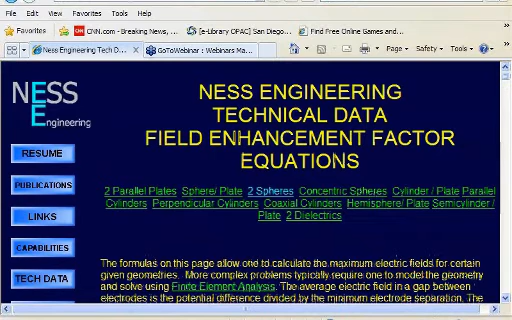 File Edit View Favorites Tools Help
Favorites CNN.com - Breaking News, ... [e-Library OPAC] San Diego... Find Free Online Games and...
Ness Engineering Tech D... GoToWebinar : Webinars Ma... Page Safety Tools
NESS
E
Engineering
NESS ENGINEERING
TECHNICAL DATA
FIELD ENHANCEMENT FACTOR
EQUATIONS
RESUME
PUBLICATIONS
LINKS
CAPABILITIES
TECH DATA
2 Parallel Plates Sphere/ Plate 2 Spheres Concentric Spheres Cylinder / Plate Parallel
Cylinders Perpendicular Cylinders Coaxial Cylinders Hemisphere/ Plate Semicylinder /
Plate 2 Dielectrics
The formulas on this page allow one to calculate the maximum electric fields for certain
given geometries. More complex problems typically require one to model the geometry
and solve using Finite Element Analysis. The average electric field in a gap between
electrodes is the potential difference divided by the minimum electrode separation. The